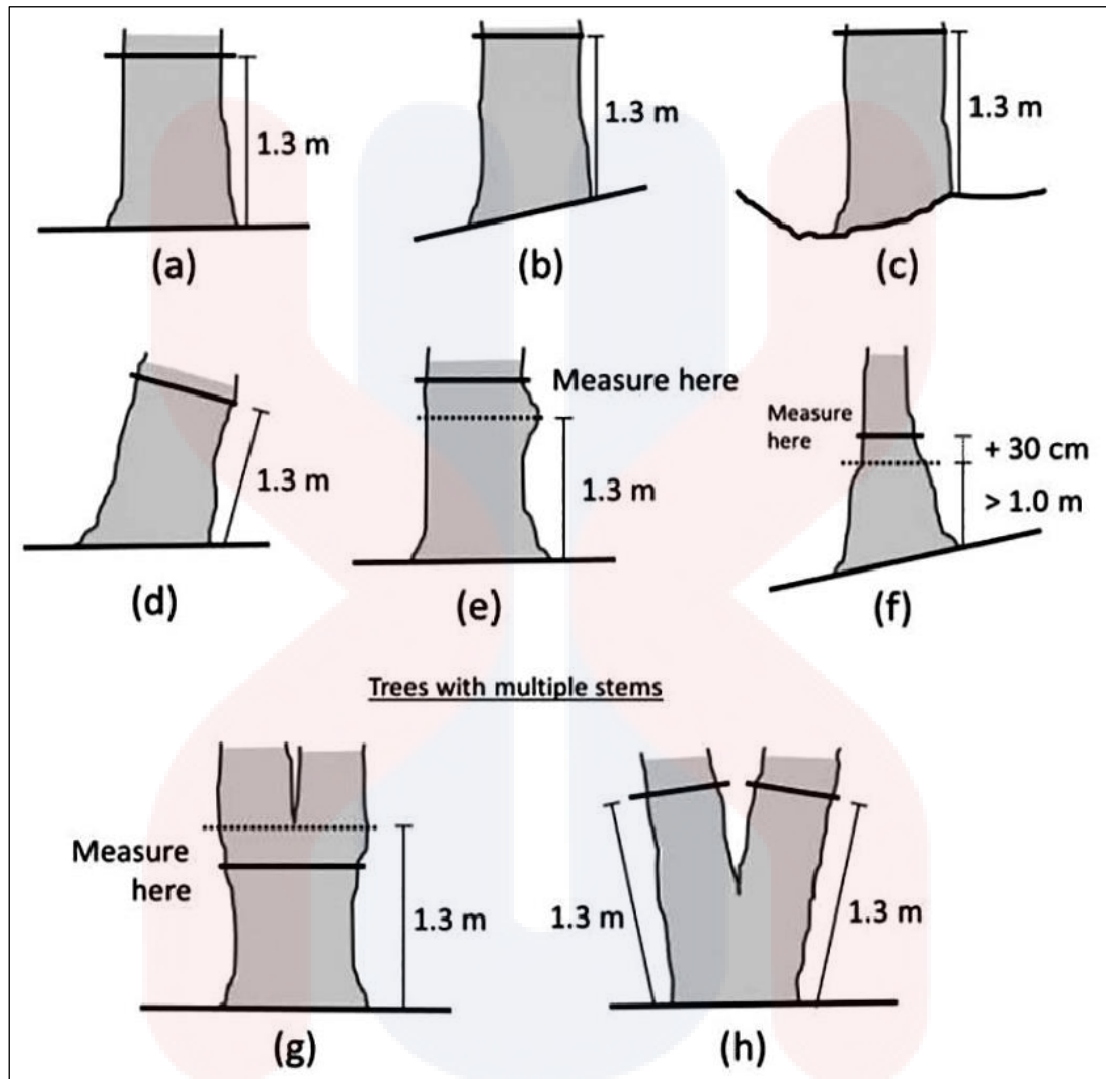 1.3 m
(a)
1.3 m
(b)
1.3 m
(c)
1.3 m
(d)
Measure here
1.3 m
(e)
Measure
here
+ 30 cm
> 1.0 m
(f)
Trees with multiple stems
Measure
here
1.3 m
(g)
1.3 m
1.3 m
(h)